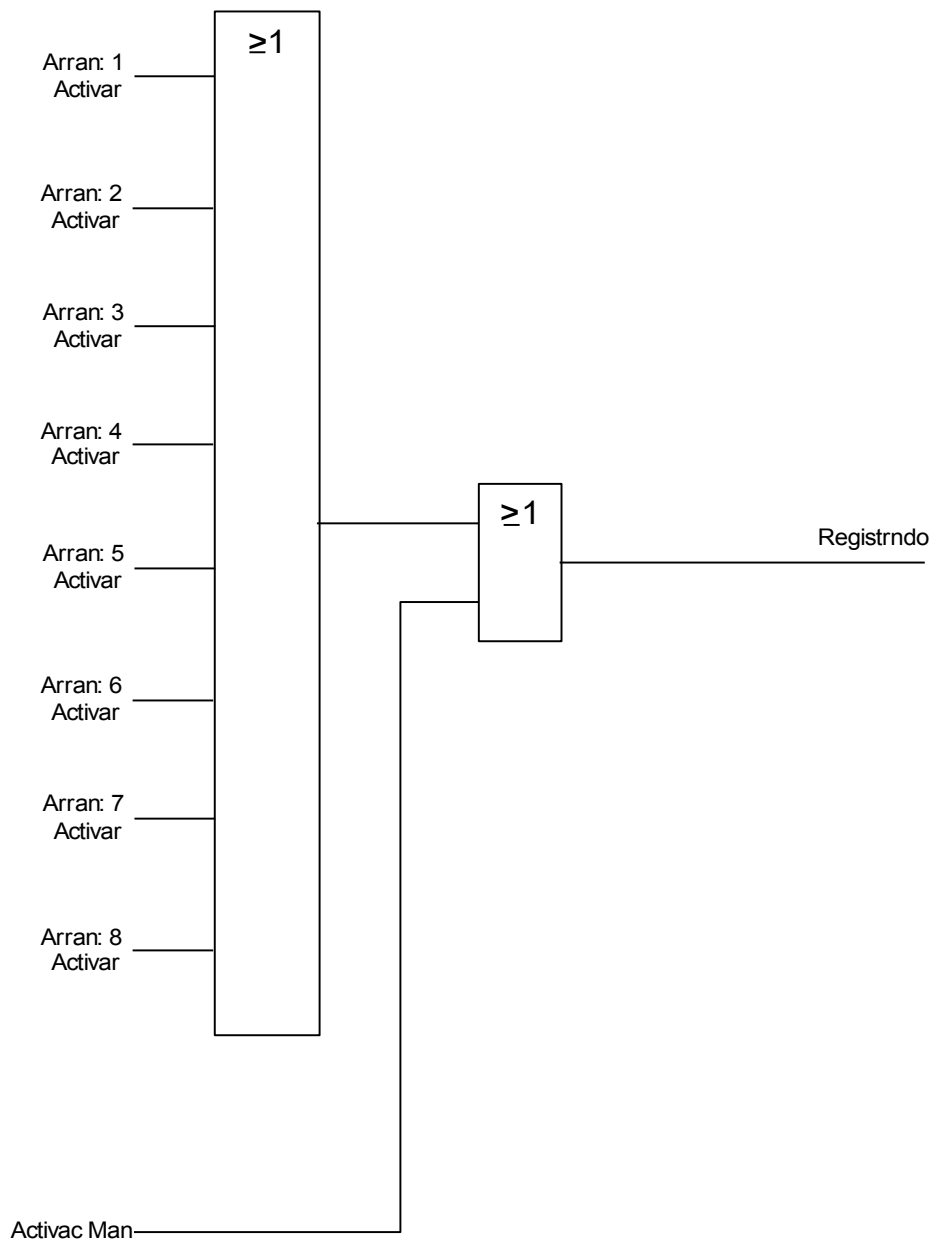 ≥1
Arran: 1
Activar
Arran: 2
Activar
Arran: 3
Activar
Arran: 4
Activar
≥1
Registrndo
Arran: 5
Activar
Arran: 6
Activar
Arran: 7
Activar
Arran: 8
Activar
Activac Man